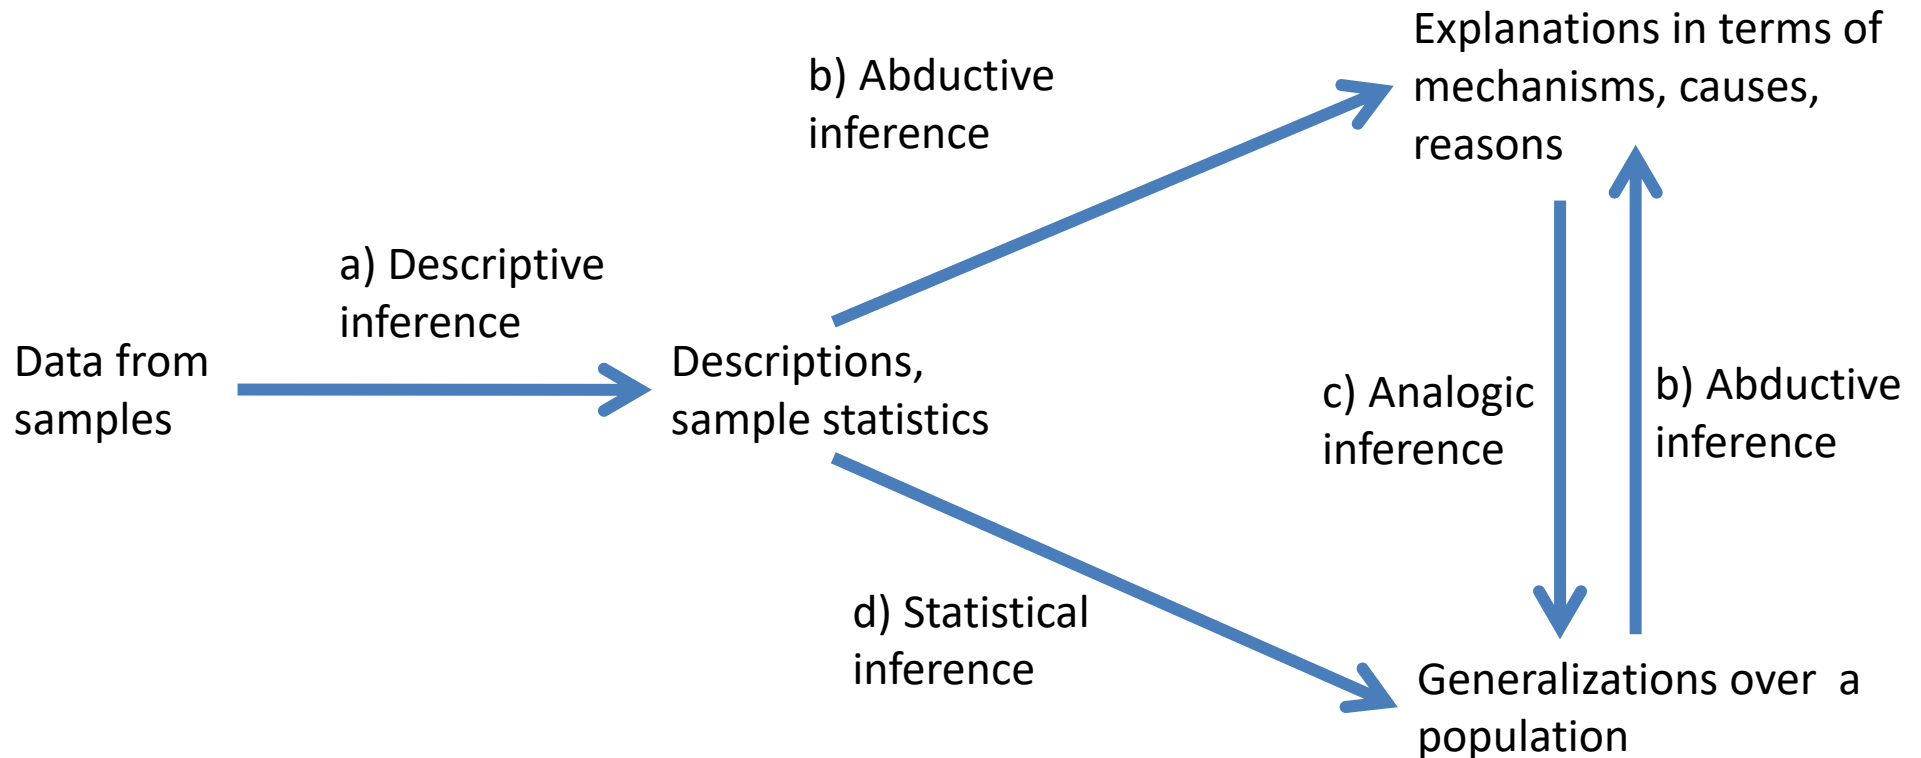 Explanations in terms of
mechanisms, causes,
reasons
b) Abductive
inference
a) Descriptive
inference
Data from
samples
Descriptions,
sample statistics
c) Analogic
inference
b) Abductive
inference
d) Statistical
inference
Generalizations over  a
population